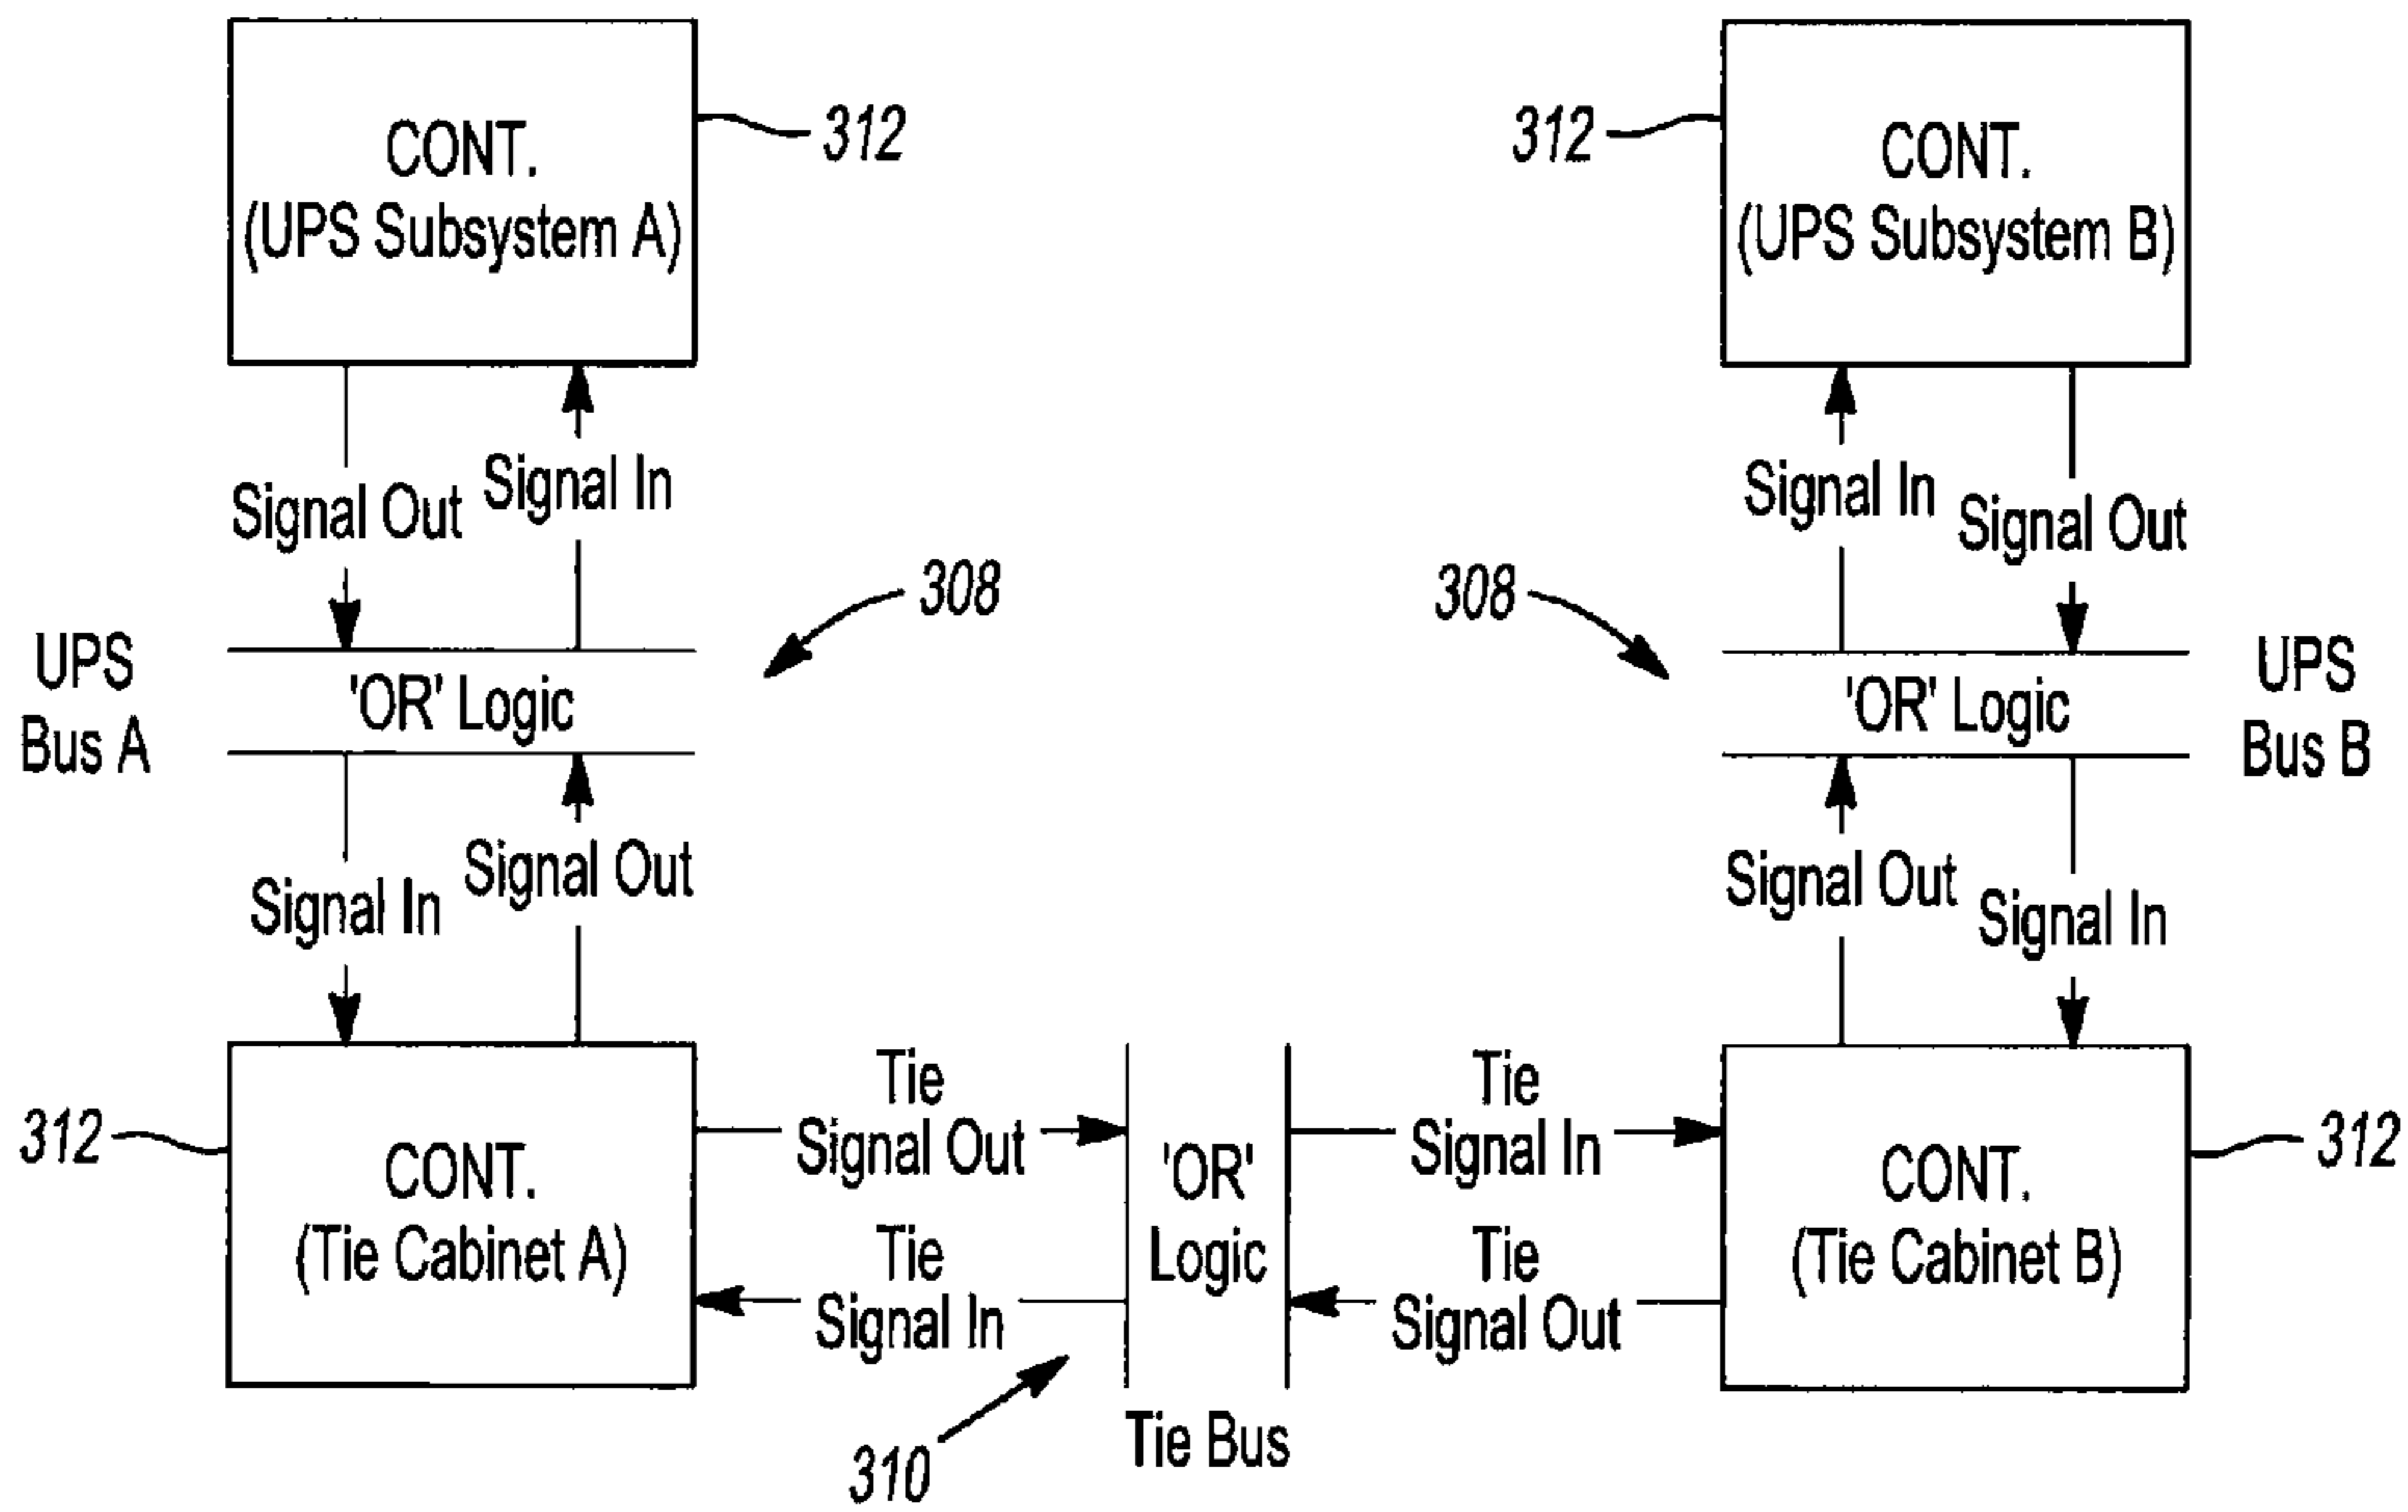 CONT.
(UPS Subsystem A)
312
312
CONT.
(UPS Subsystem B)
Signal Out
Signal In
Signal In
Signal Out
308
308
UPS
Bus A
'OR' Logic
'OR' Logic
UPS
Bus B
Signal In
Signal Out
Signal Out
Signal In
312
CONT.
(Tie Cabinet A)
Tie
Signal Out
Tie
Signal In
'OR'
Logic
Tie
Signal In
Tie
Signal Out
CONT.
(Tie Cabinet B)
312
310
Tie Bus